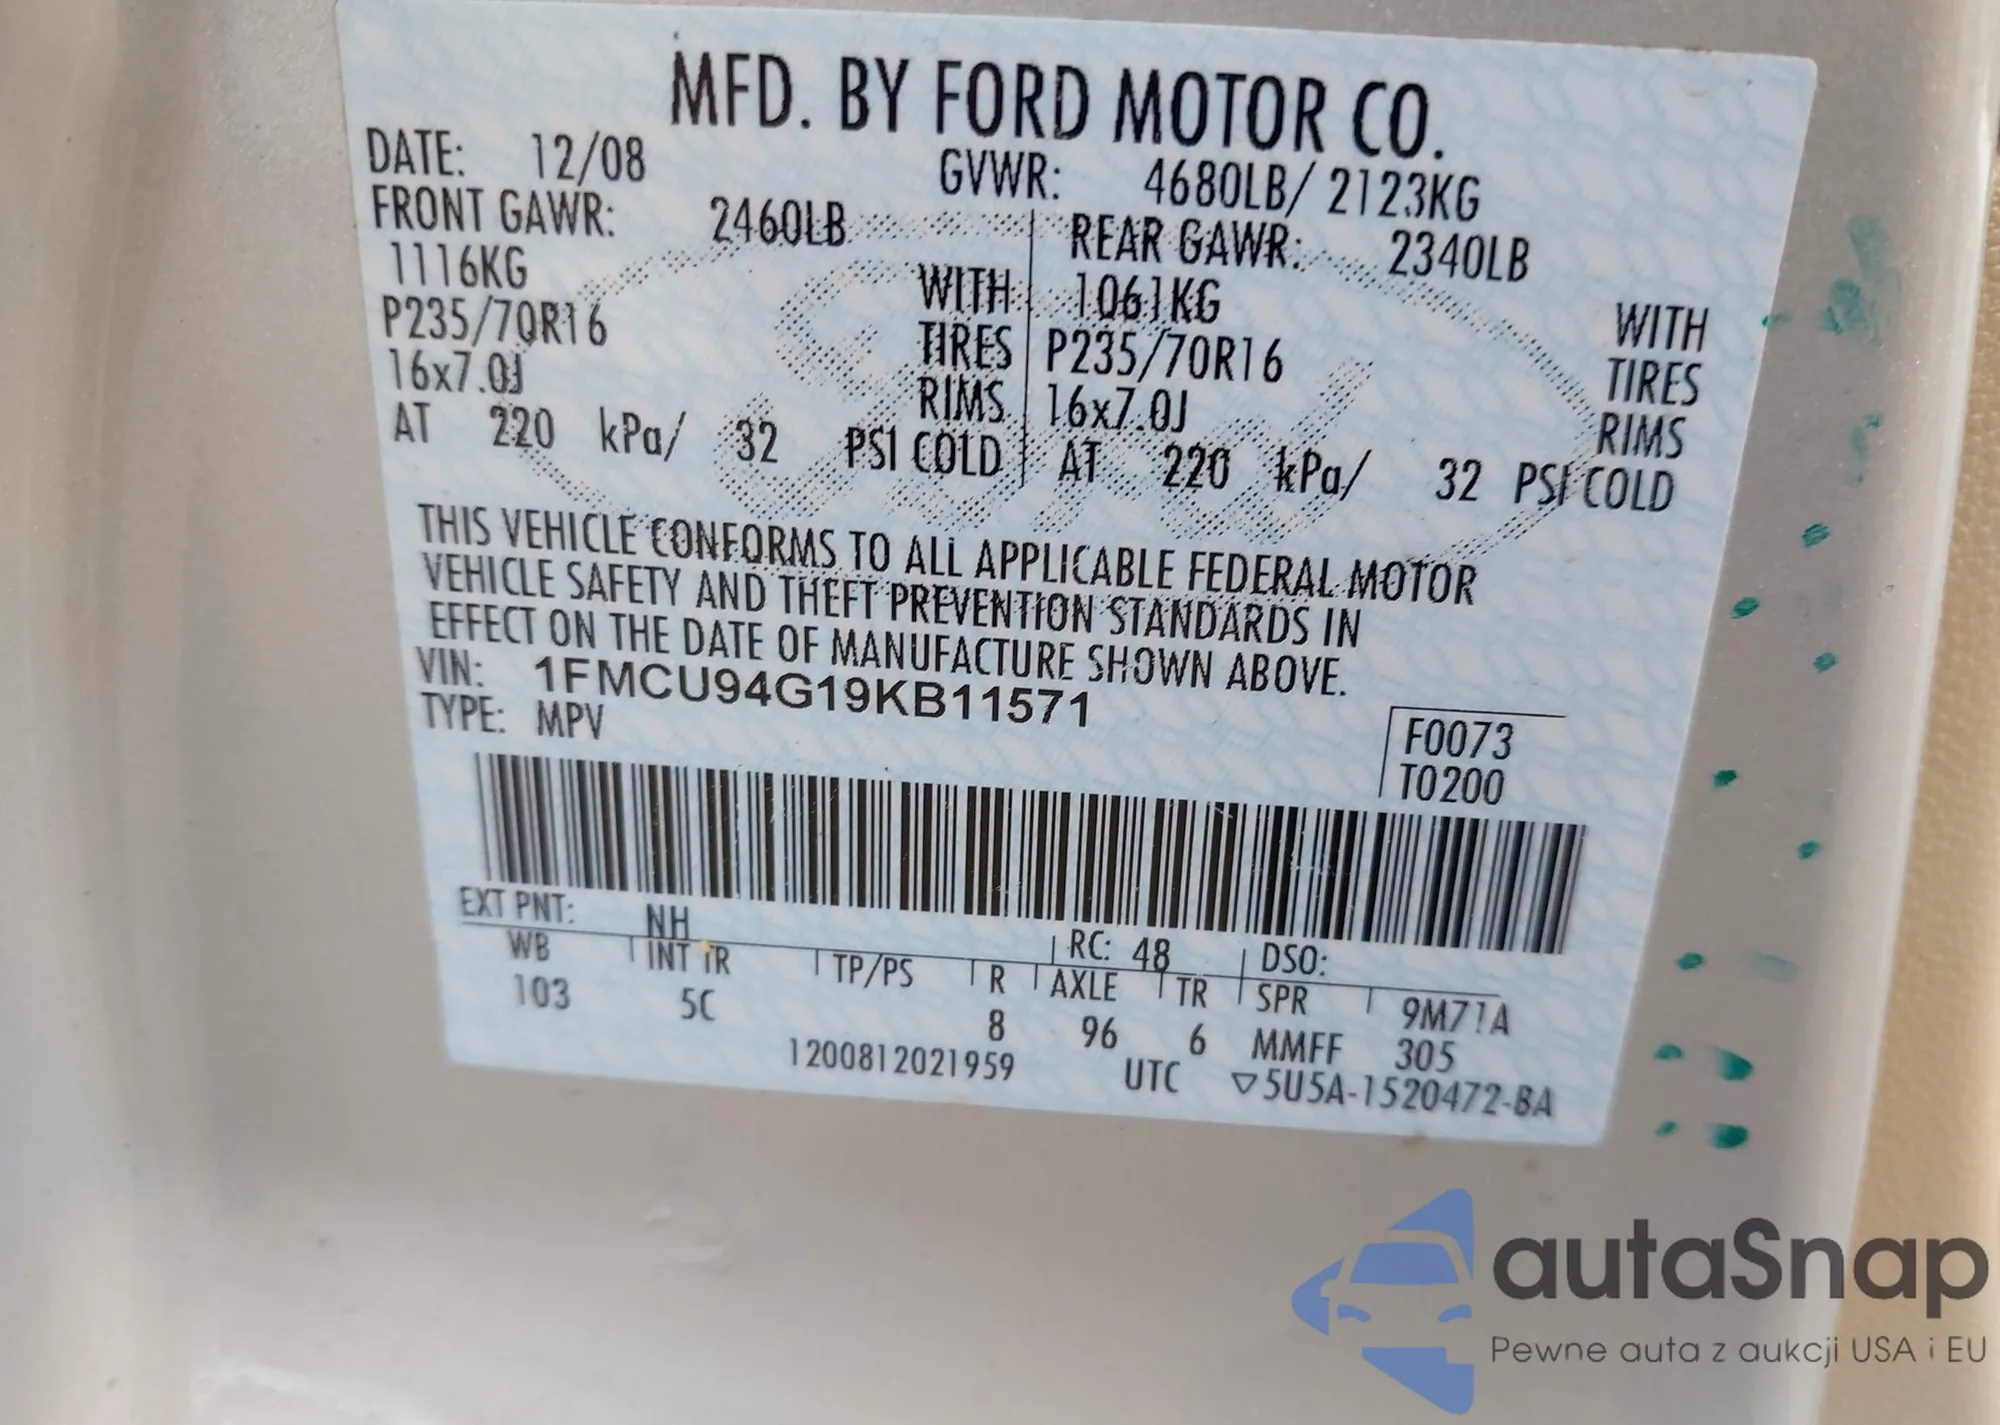 MFD. BY FORD MOTOR CO.
DATE: 12/08 GVWR: 4680LB/ 2123KG
FRONT GAWR: 2460LB REAR GAWR: 2340LB
1116KG WITH 1061KG WITH
P235/70R16 TIRES P235/70R16 TIRES
16x7.0J RIMS 16x7.0J RIMS
AT 220 kPa/ 32 PSI COLD AT 220 kPa/ 32 PSI COLD
THIS VEHICLE CONFORMS TO ALL APPLICABLE FEDERAL MOTOR
VEHICLE SAFETY AND THEFT PREVENTION STANDARDS IN
EFFECT ON THE DATE OF MANUFACTURE SHOWN ABOVE.
VIN: 1FMCU94G19KB11571
TYPE: MPV
F0073
T0200
EXT PNT: NH RC: 48 DSO:
WB INT TR TP/PS R AXLE TR SPR 9M71A
103 5C 8 96 6 MMFF 305
1200812021959 UTC ▽5U5A-1520472-BA
autaSnap
Pewne auta z aukcji USA i EU